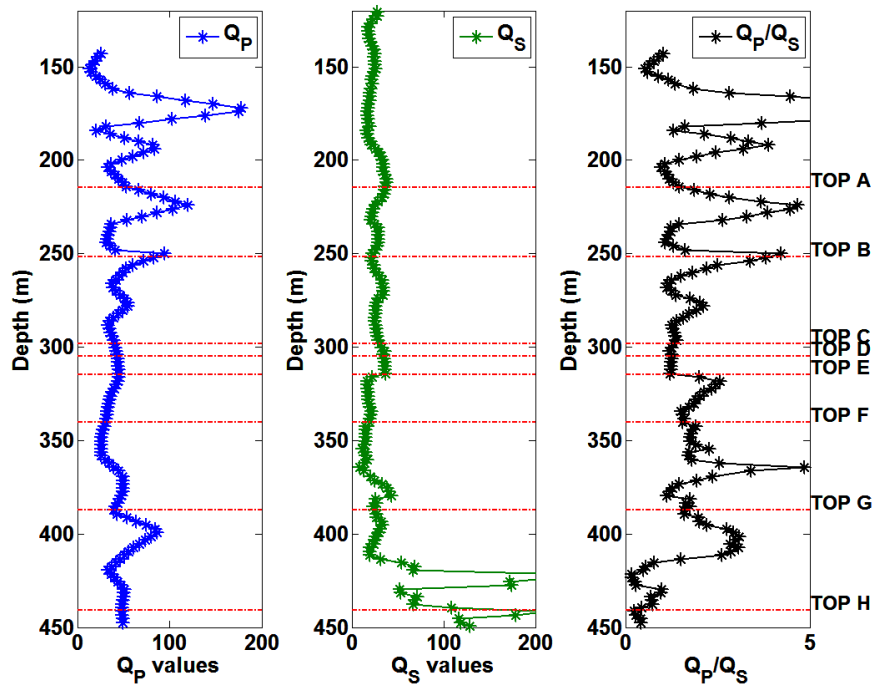 Q_P
150
200
250
300
350
400
450
0
100
200
Depth (m)
Q_P values
Q_S
150
200
250
300
350
400
450
0
100
200
Depth (m)
Q_S values
Q_P/Q_S
150
200
250
300
350
400
450
0
5
Depth (m)
Q_P/Q_S
TOP A
TOP B
TOP C
TOP D
TOP E
TOP F
TOP G
TOP H